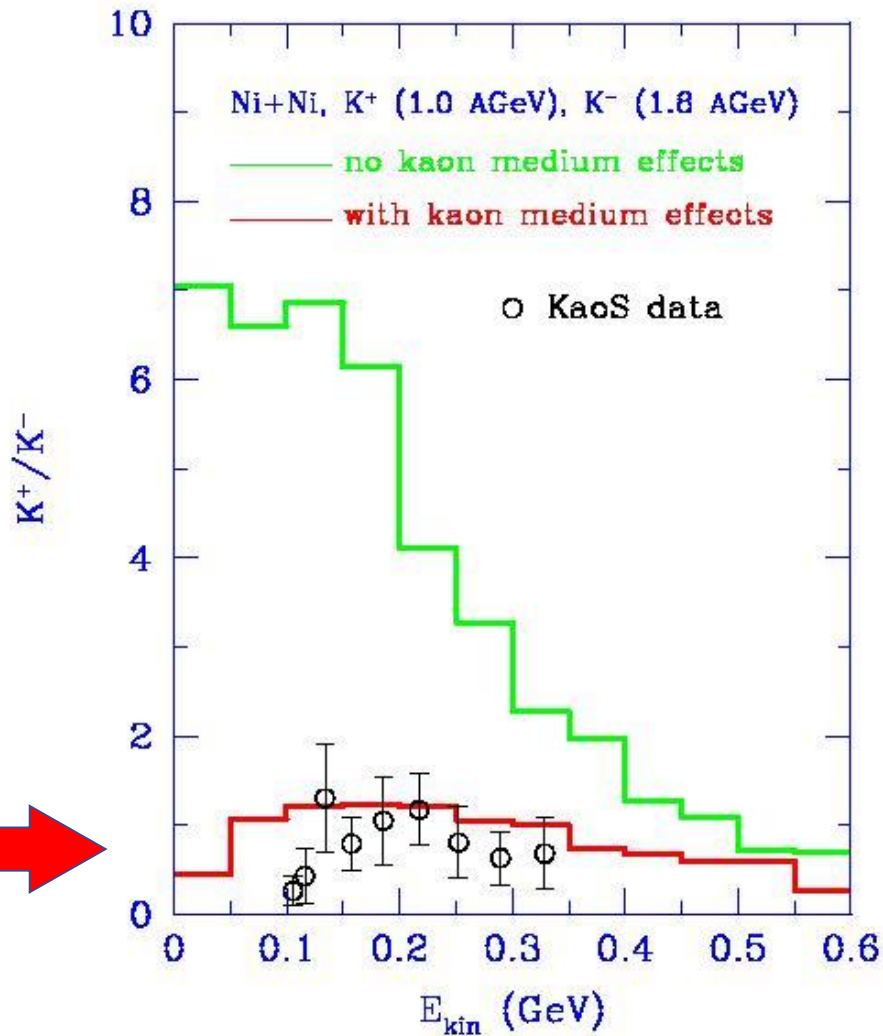 10
Ni+Ni, K⁺ (1.0 AGeV), K⁻ (1.8 AGeV)
no kaon medium effects
8
with kaon medium effects
KaoS data
6
K⁺/K⁻
4
2
0
0 0.1 0.2 0.3 0.4 0.5 0.6
E_kin (GeV)